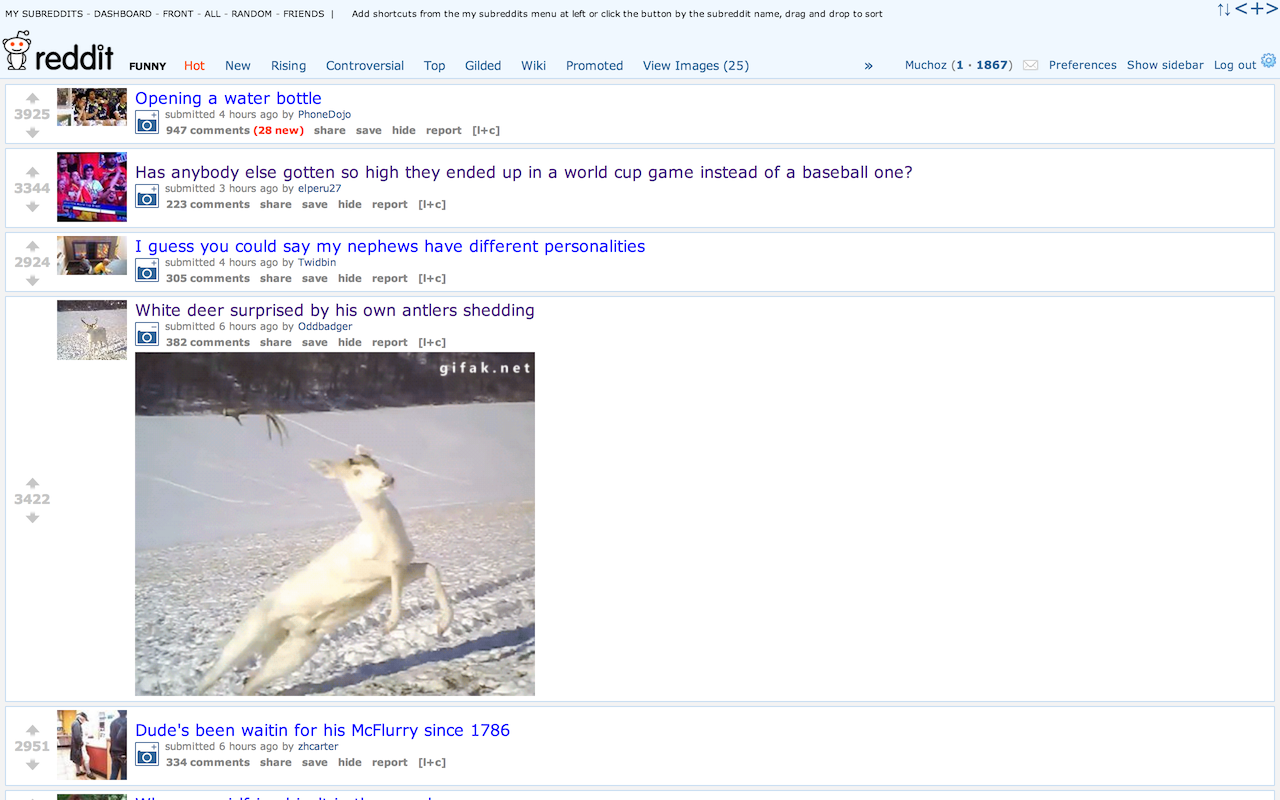 MY SUBREDDITS - DASHBOARD - FRONT - ALL - RANDOM - FRIENDS | Add shortcuts from the my subreddits menu at left or click the button by the subreddit name, drag and drop to sort
↑↓ < + >
reddit FUNNY Hot New Rising Controversial Top Gilded Wiki Promoted View Images (25) » Muchoz (1 · 1867) Preferences Show sidebar Log out
3925
Opening a water bottle
submitted 4 hours ago by PhoneDojo
947 comments (28 new) share save hide report [l+c]
3344
Has anybody else gotten so high they ended up in a world cup game instead of a baseball one?
submitted 3 hours ago by elperu27
223 comments share save hide report [l+c]
2924
I guess you could say my nephews have different personalities
submitted 4 hours ago by Twidbin
305 comments share save hide report [l+c]
White deer surprised by his own antlers shedding
submitted 6 hours ago by Oddbadger
382 comments share save hide report [l+c]
gifak.net
3422
Dude's been waitin for his McFlurry since 1786
2951
submitted 6 hours ago by zhcarter
334 comments share save hide report [l+c]